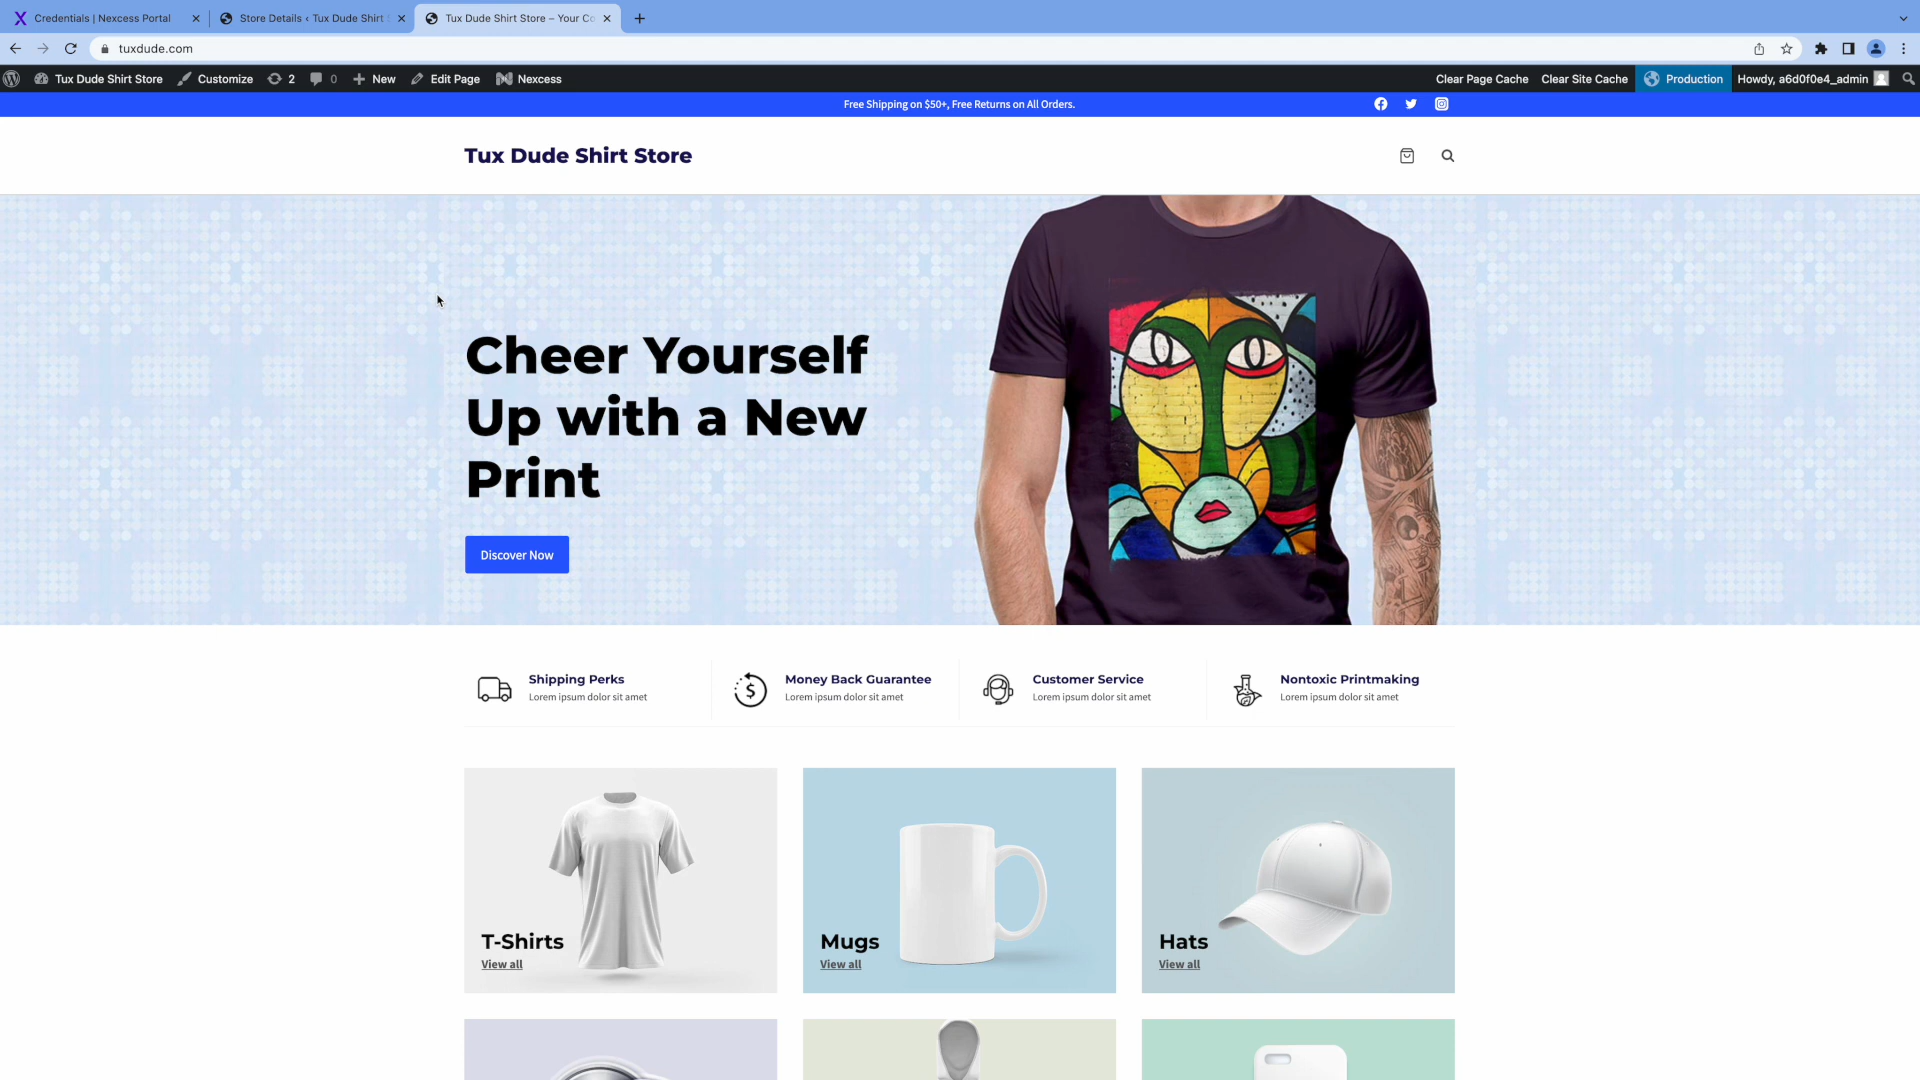 Credentials | Nexcess Portal
Store Details ‹ Tux Dude Shirt
Tux Dude Shirt Store – Your Co
tuxdude.com
Tux Dude Shirt Store
Customize
2
0
New
Edit Page
Nexcess
Clear Page Cache
Clear Site Cache
Production
Howdy, a6d0f0e4_admin
Free Shipping on $50+, Free Returns on All Orders.
Tux Dude Shirt Store
Cheer Yourself
Up with a New
Print
Discover Now
Shipping Perks
Lorem ipsum dolor sit amet
Money Back Guarantee
Lorem ipsum dolor sit amet
Customer Service
Lorem ipsum dolor sit amet
Nontoxic Printmaking
Lorem ipsum dolor sit amet
T-Shirts
View all
Mugs
View all
Hats
View all